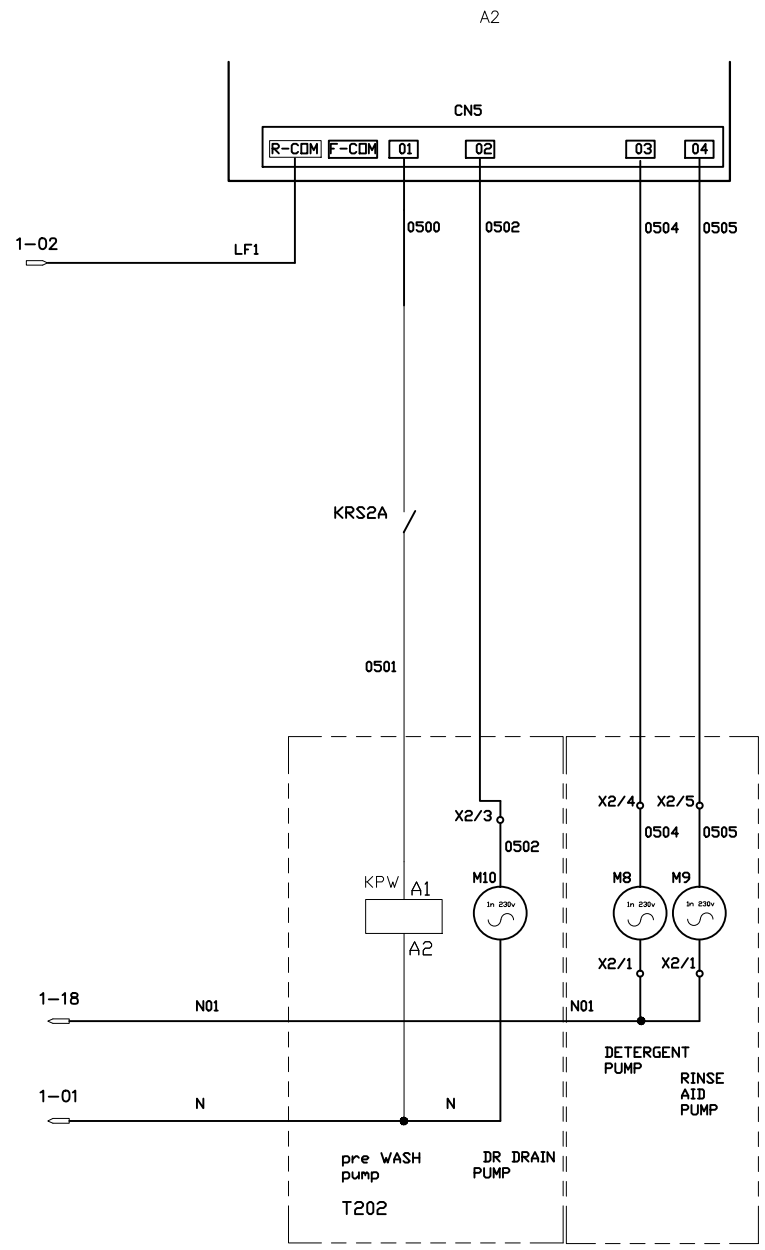 A2
CN5
R-COM F-COM 01 02 03 04
0500 0502 0504 0505
1-02
LF1
KRS2A
0501
X2/3
X2/4 X2/5
0502
0504 0505
KPW A1
M10
M8 M9
1n 230v 1n 230v 1n 230v
A2
X2/1 X2/1
1-18
N01 N01
DETERGENT
PUMP
RINSE
AID
PUMP
1-01
N N
pre WASH
pump
DR DRAIN
PUMP
T202